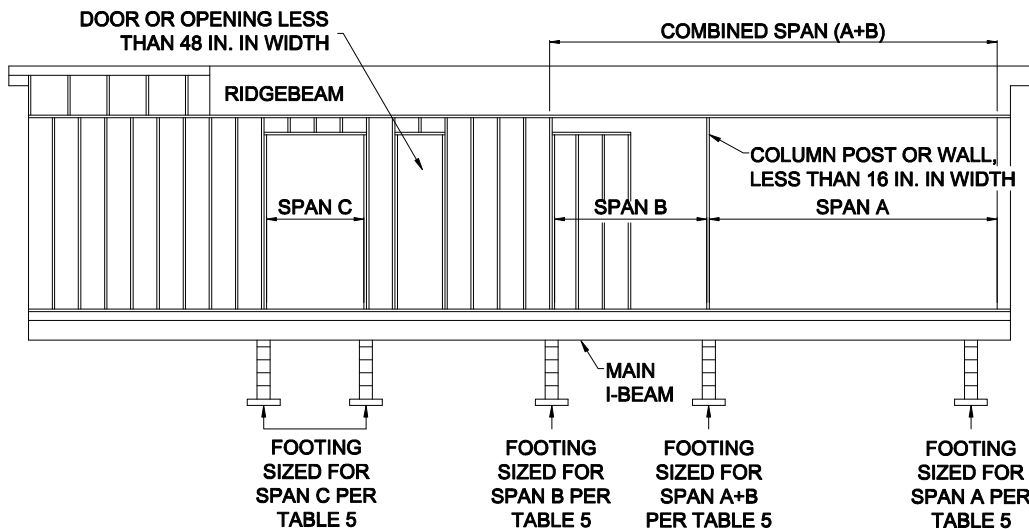 DOOR OR OPENING LESS
THAN 48 IN. IN WIDTH
COMBINED SPAN (A+B)
RIDGEBEAM
COLUMN POST OR WALL,
LESS THAN 16 IN. IN WIDTH
SPAN C
SPAN B
SPAN A
MAIN
I-BEAM
FOOTING
SIZED FOR
SPAN C PER
TABLE 5
FOOTING
SIZED FOR
SPAN B PER
TABLE 5
FOOTING
SIZED FOR
SPAN A+B
PER TABLE 5
FOOTING
SIZED FOR
SPAN A PER
TABLE 5